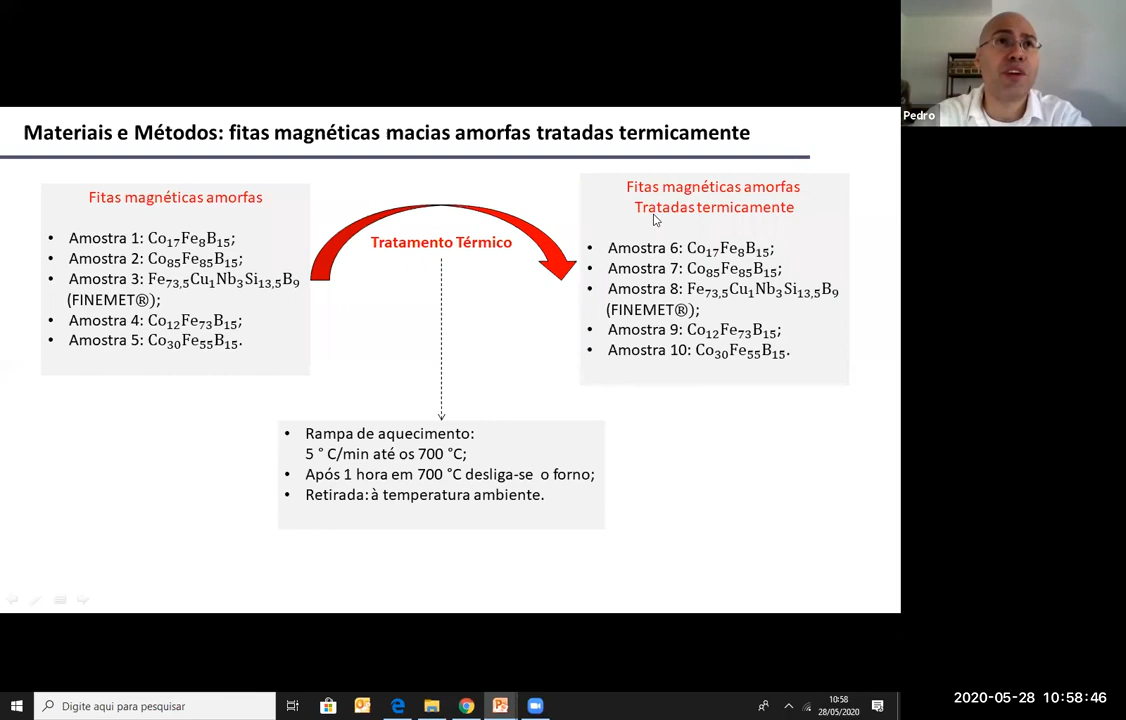 Pedro
Materiais e Métodos: fitas magnéticas macias amorfas tratadas termicamente
Fitas magnéticas amorfas
• Amostra 1: Co₁₇Fe₈B₁₅;
• Amostra 2: Co₈₅Fe₈₅B₁₅;
• Amostra 3: Fe₇₃,₅Cu₁Nb₃Si₁₃,₅B₉
(FINEMET®);
• Amostra 4: Co₁₂Fe₇₃B₁₅;
• Amostra 5: Co₃₀Fe₅₅B₁₅.
Tratamento Térmico
Fitas magnéticas amorfas
Tratadas termicamente
• Amostra 6: Co₁₇Fe₈B₁₅;
• Amostra 7: Co₈₅Fe₈₅B₁₅;
• Amostra 8: Fe₇₃,₅Cu₁Nb₃Si₁₃,₅B₉
(FINEMET®);
• Amostra 9: Co₁₂Fe₇₃B₁₅;
• Amostra 10: Co₃₀Fe₅₅B₁₅.
• Rampa de aquecimento:
5 ° C/min até os 700 °C;
• Após 1 hora em 700 °C desliga-se o forno;
• Retirada: à temperatura ambiente.
Digite aqui para pesquisar
10:58
28/05/2020
2020-05-28 10:58:46